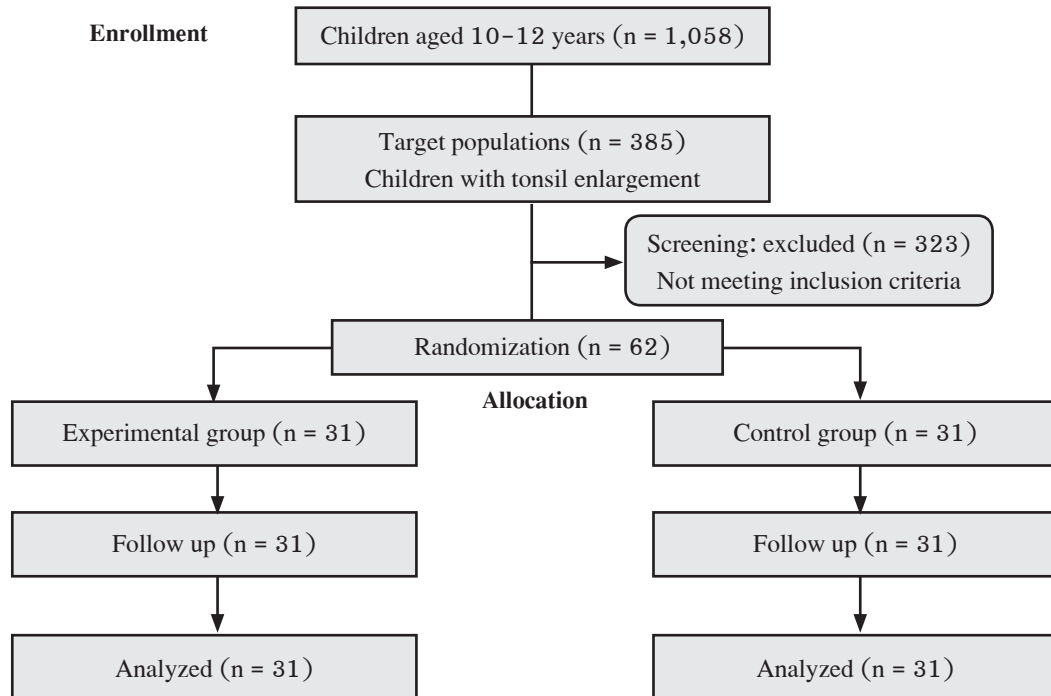 Enrollment
Children aged 10-12 years (n = 1,058)
Target populations (n = 385)
Children with tonsil enlargement
Screening: excluded (n = 323)
Not meeting inclusion criteria
Randomization (n = 62)
Allocation
Experimental group (n = 31)
Control group (n = 31)
Follow up (n = 31)
Follow up (n = 31)
Analyzed (n = 31)
Analyzed (n = 31)